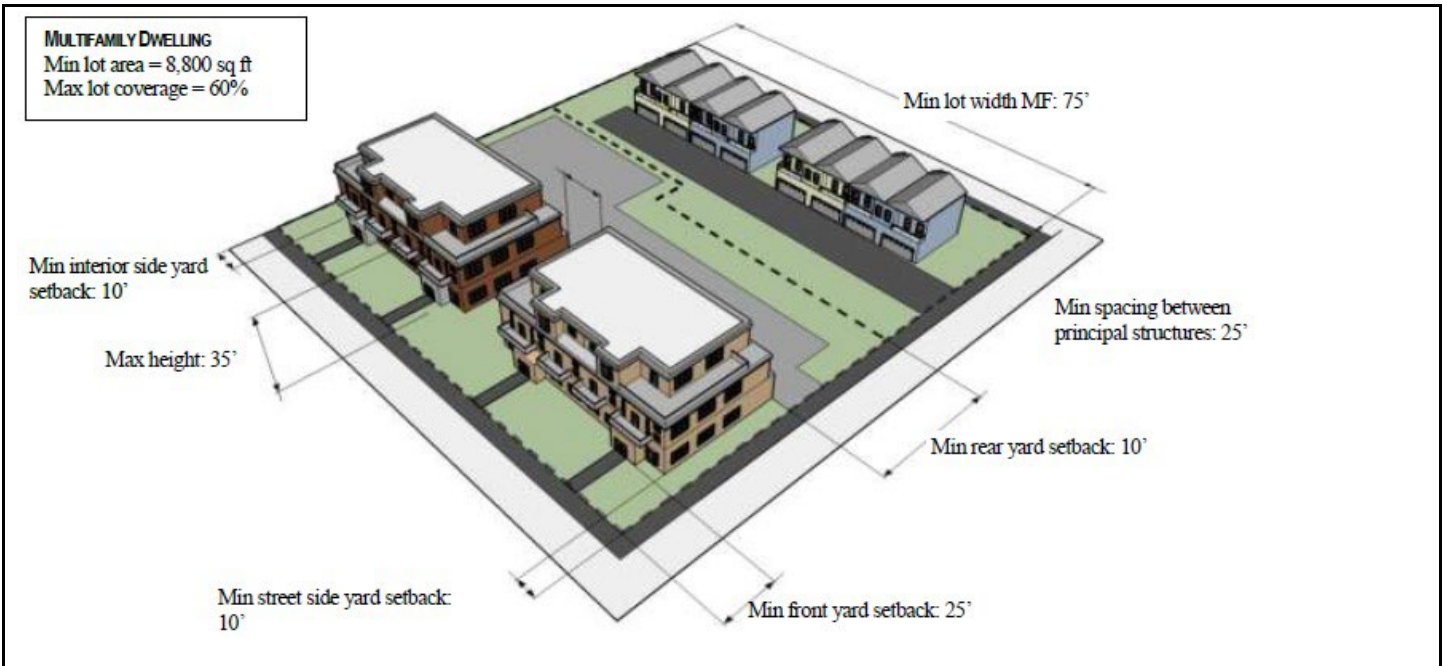 MULTIFAMILY DWELLING
Min lot area = 8,800 sq ft
Max lot coverage = 60%
Min lot width MF: 75’
Min interior side yard
setback: 10’
Min spacing between
principal structures: 25’
Max height: 35’
Min rear yard setback: 10’
Min street side yard setback:
10’
Min front yard setback: 25’